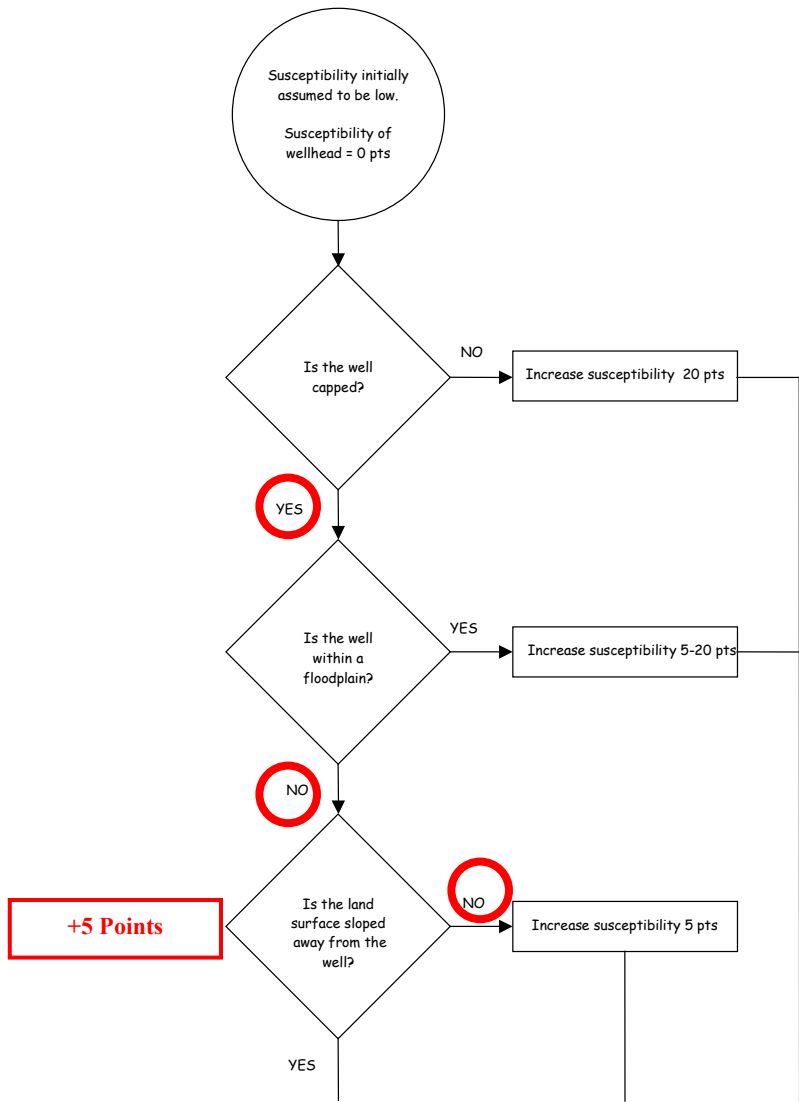 Susceptibility initially
assumed to be low.
Susceptibility of
wellhead = 0 pts
Is the well
capped?
NO
Increase susceptibility 20 pts
YES
Is the well
within a
floodplain?
YES
Increase susceptibility 5-20 pts
NO
+5 Points
Is the land
surface sloped
away from the
well?
NO
Increase susceptibility 5 pts
YES